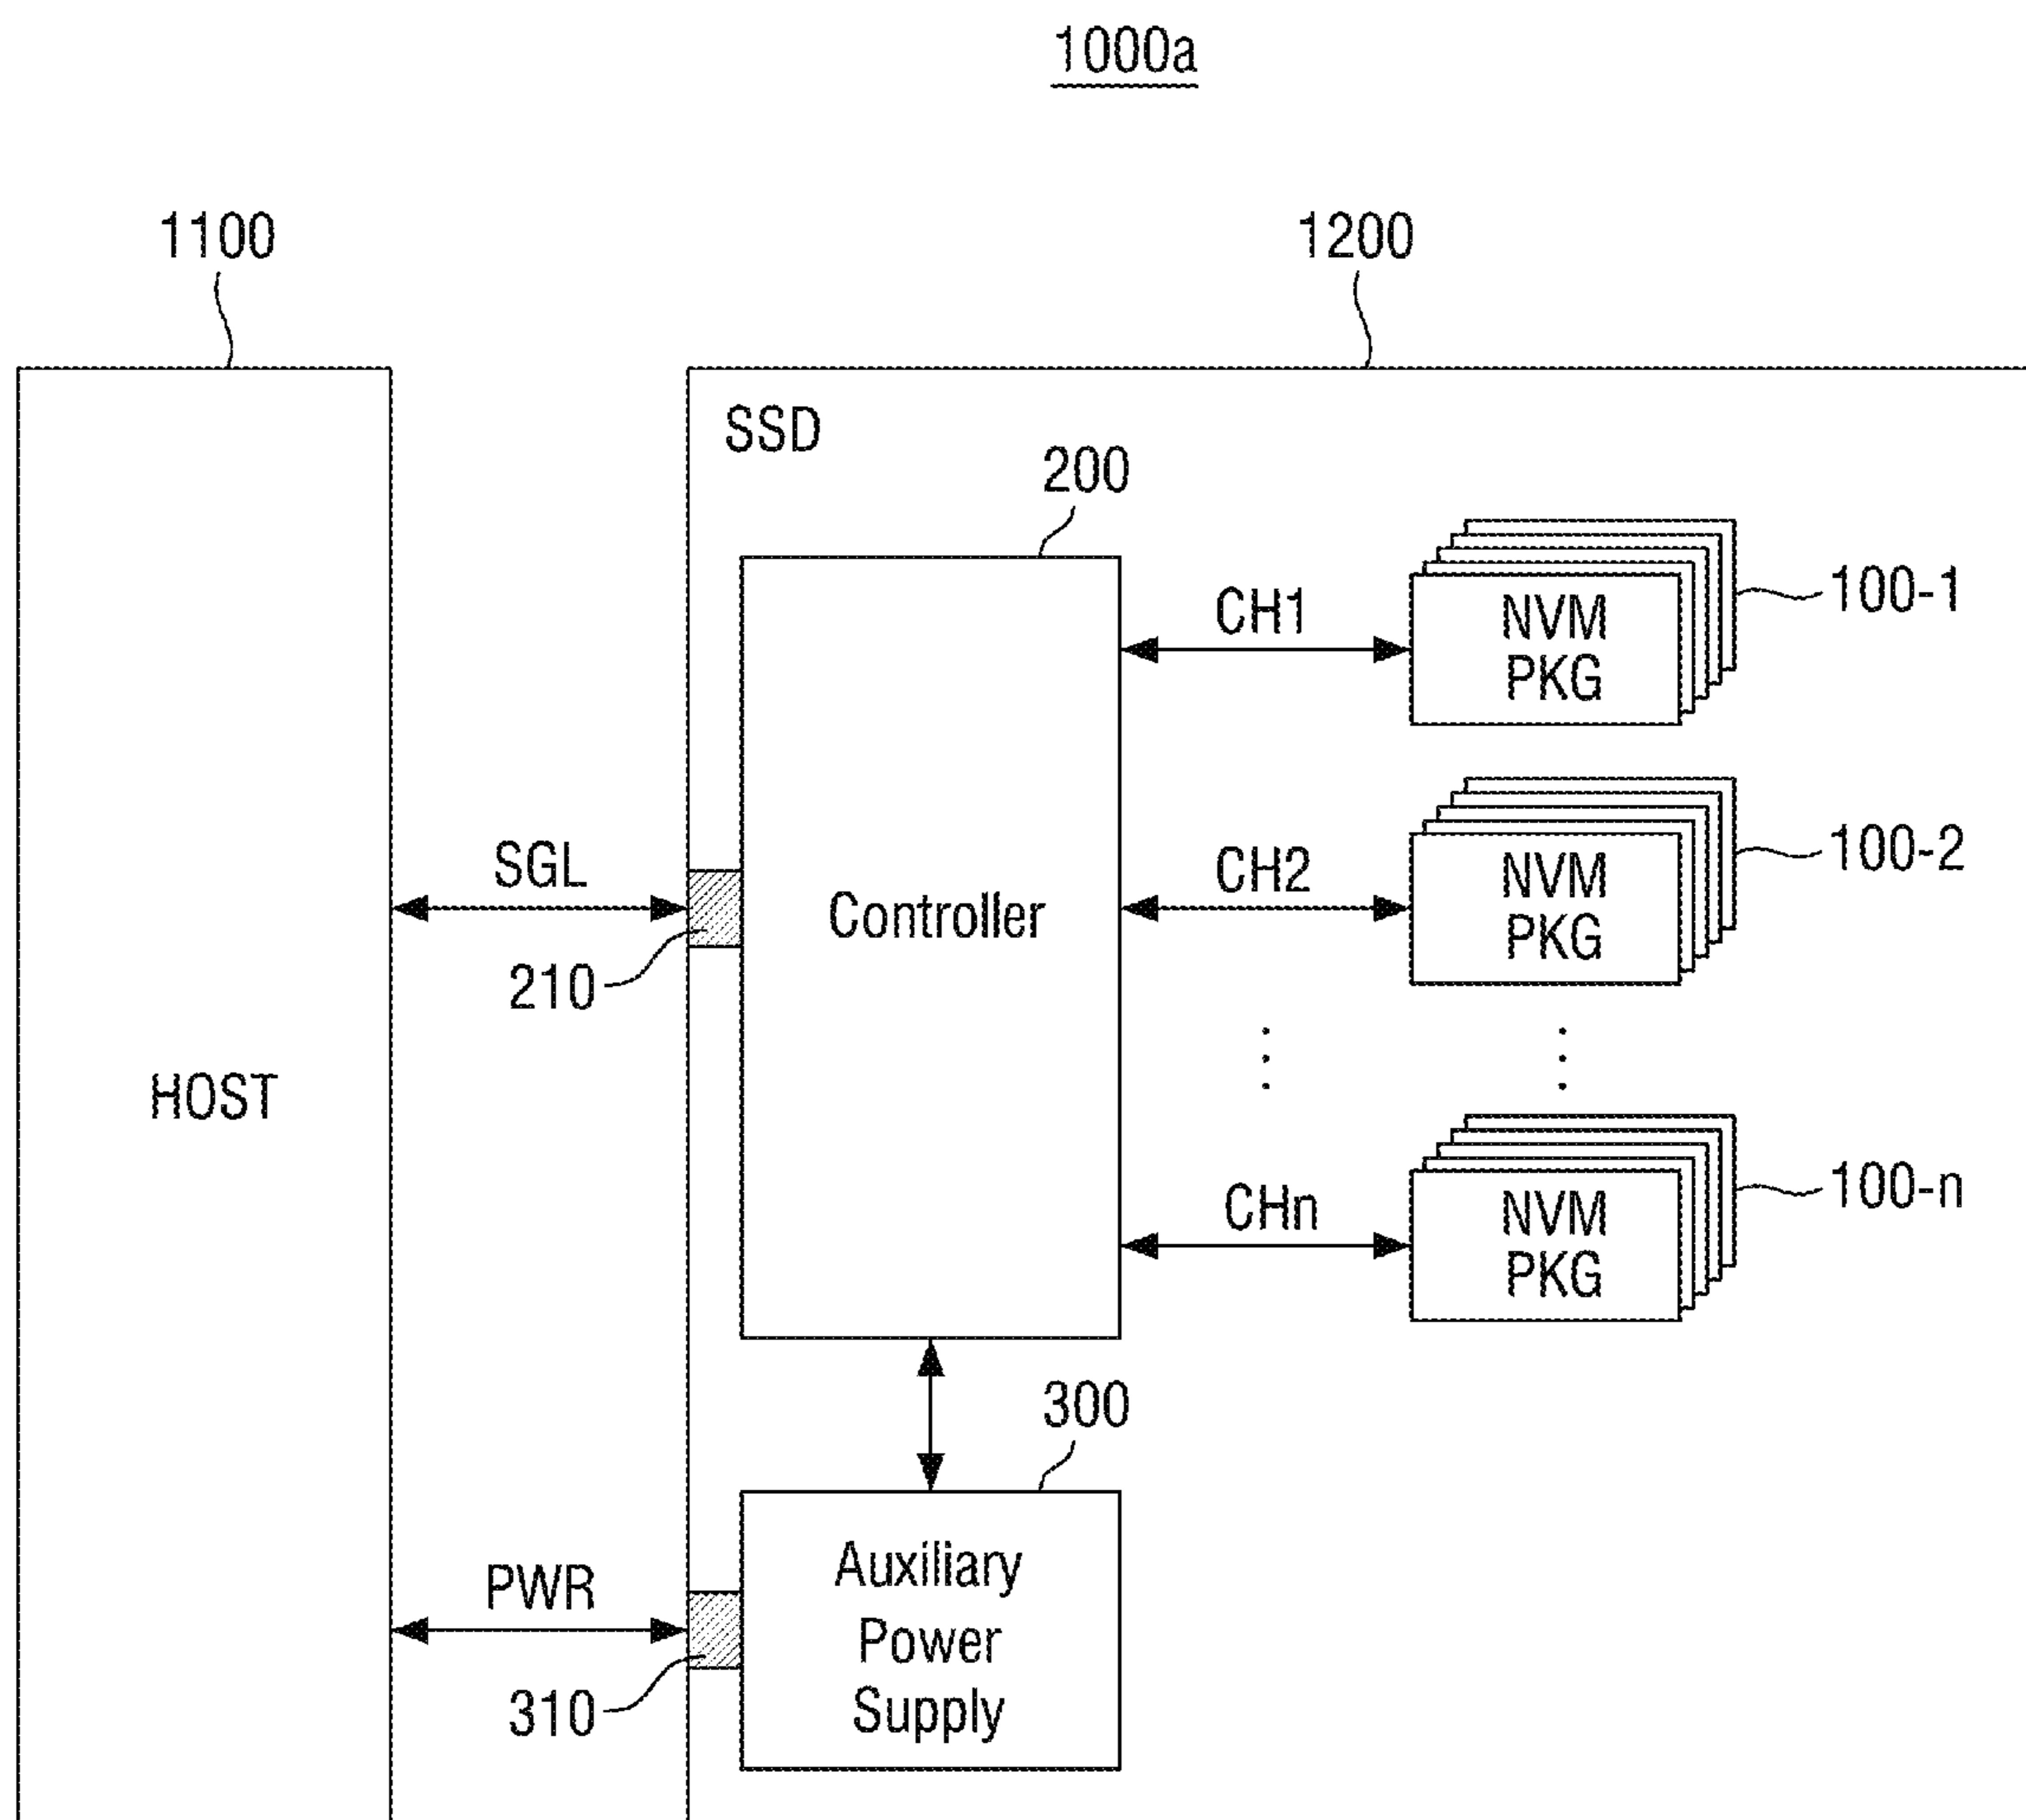 1000a
1100
1200
SSD
200
CH1
NVM
PKG
100-1
SGL
210
Controller
CH2
NVM
PKG
100-2
HOST
CHn
NVM
PKG
100-n
300
PWR
310
Auxiliary
Power
Supply